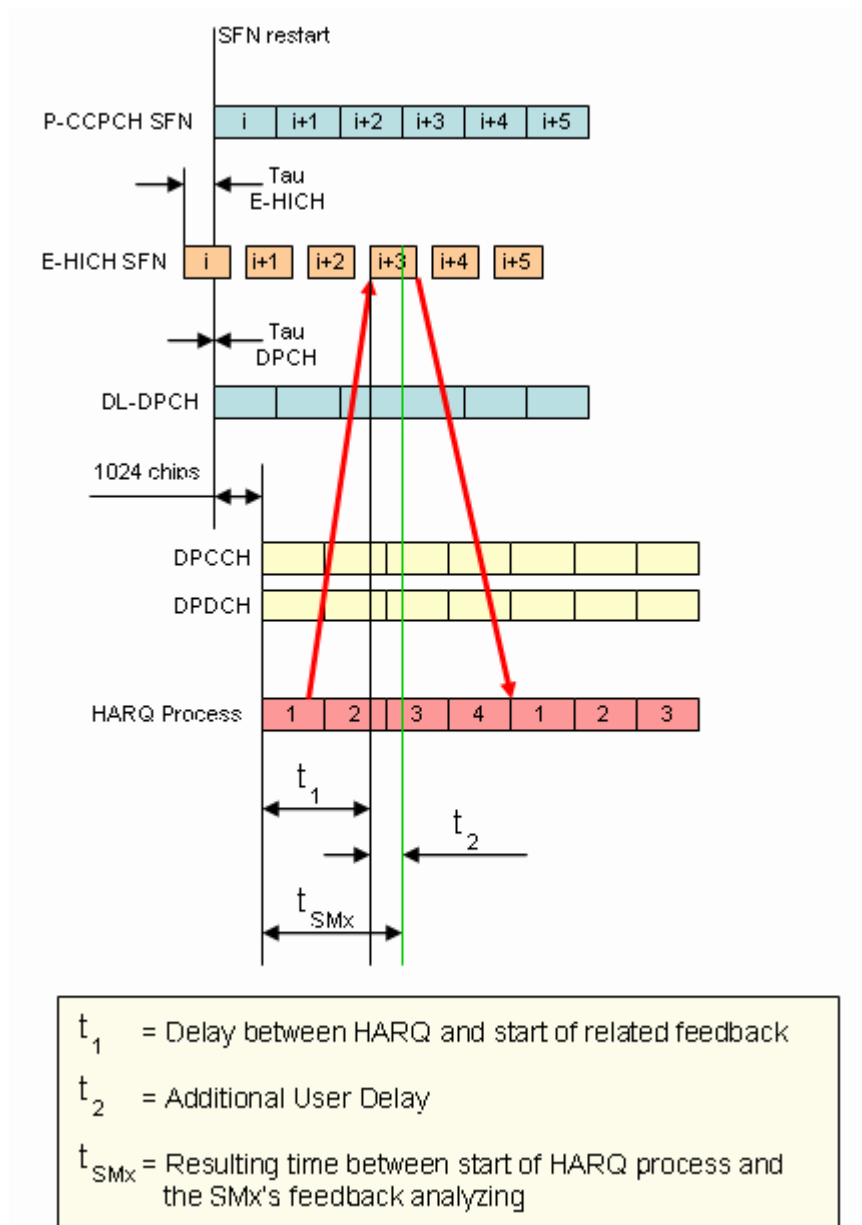 SFN restart
P-CCPCH SFN i i+1 i+2 i+3 i+4 i+5
Tau
E-HICH
E-HICH SFN i i+1 i+2 i+3 i+4 i+5
Tau
DPCH
DL-DPCH
1024 chips
DPCCH
DPDCH
HARQ Process 1 2 3 4 1 2 3
t1
t2
tSMx
t1 = Delay between HARQ and start of related feedback
t2 = Additional User Delay
tSMx = Resulting time between start of HARQ process and
the SMx's feedback analyzing